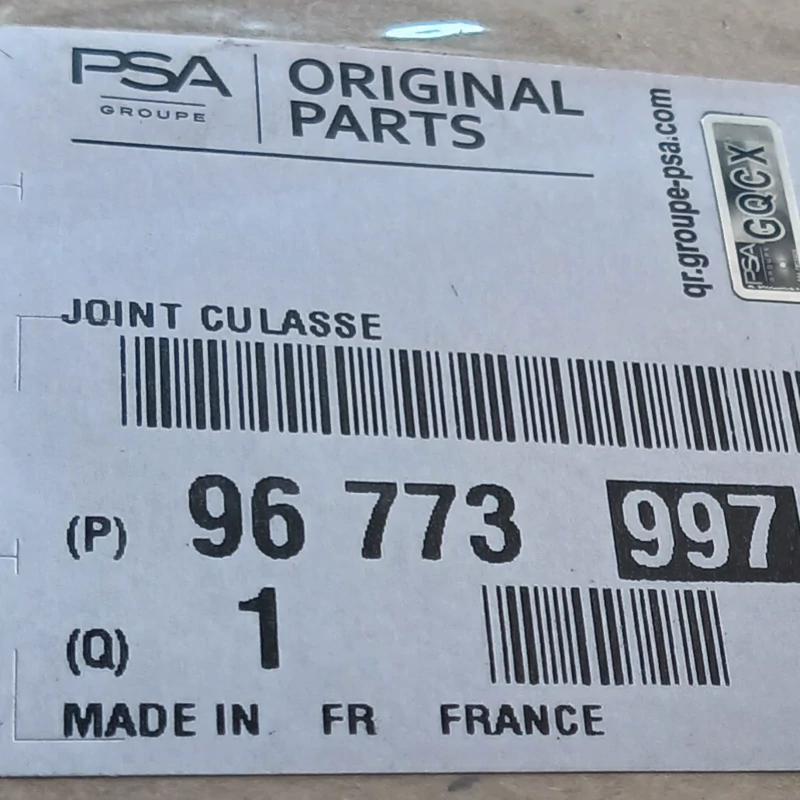 PSA
GROUPE
ORIGINAL
PARTS
qr.groupe-psa.com
PSA
GQCX
JOINT CULASSE
(P) 96 773 997
(Q) 1
MADE IN FR FRANCE